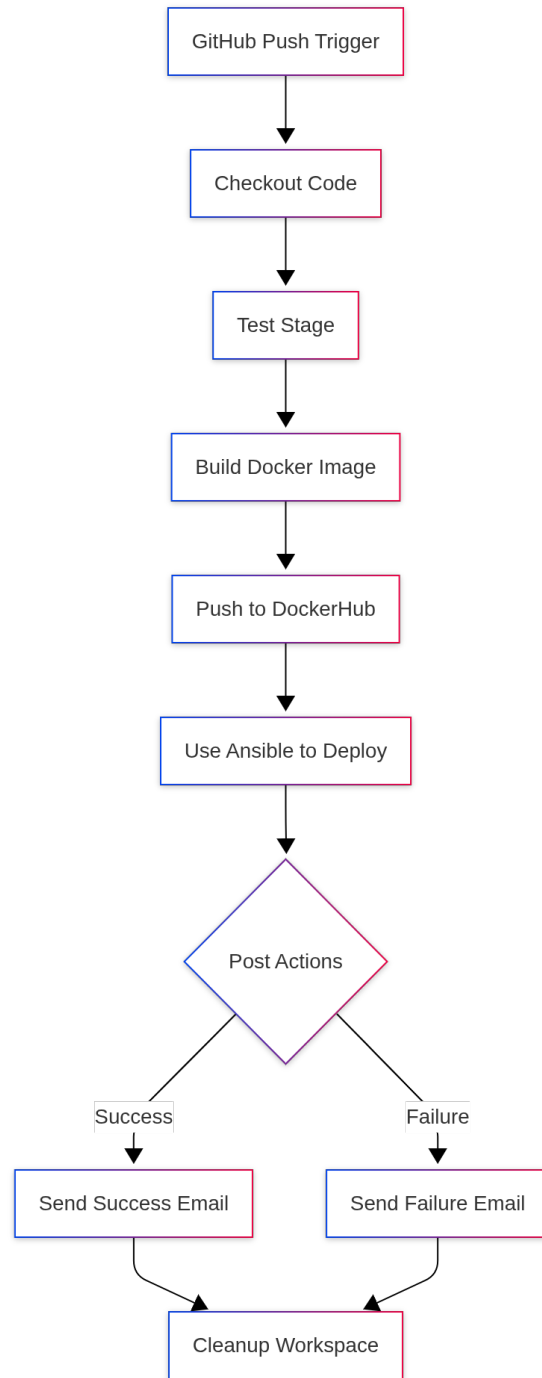 GitHub Push Trigger
Checkout Code
Test Stage
Build Docker Image
Push to DockerHub
Use Ansible to Deploy
Post Actions
Success
Failure
Send Success Email
Send Failure Email
Cleanup Workspace